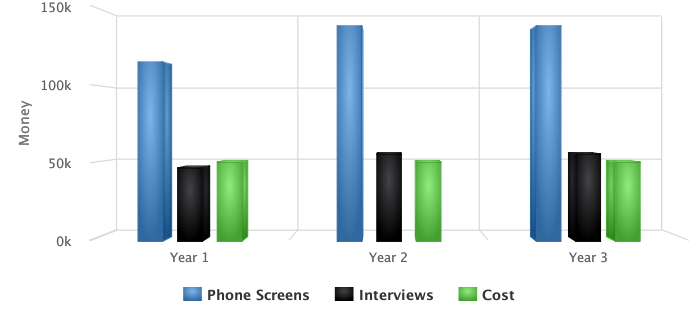 150k
100k
50k
0k
Money
Year 1
Year 2
Year 3
Phone Screens
Interviews
Cost